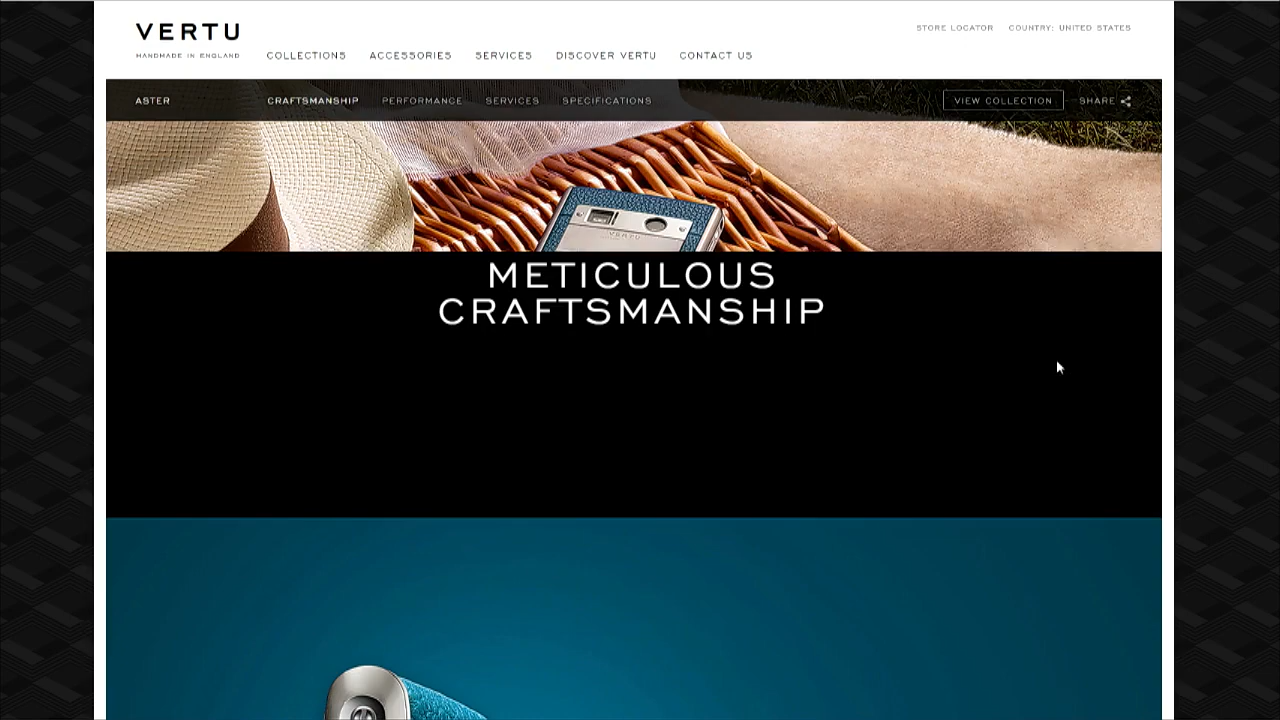 VERTU
HANDMADE IN ENGLAND
COLLECTIONS ACCESSORIES SERVICES DISCOVER VERTU CONTACT US
STORE LOCATOR COUNTRY: UNITED STATES
ASTER CRAFTSMANSHIP PERFORMANCE SERVICES SPECIFICATIONS VIEW COLLECTION SHARE
VERTU
METICULOUS
CRAFTSMANSHIP